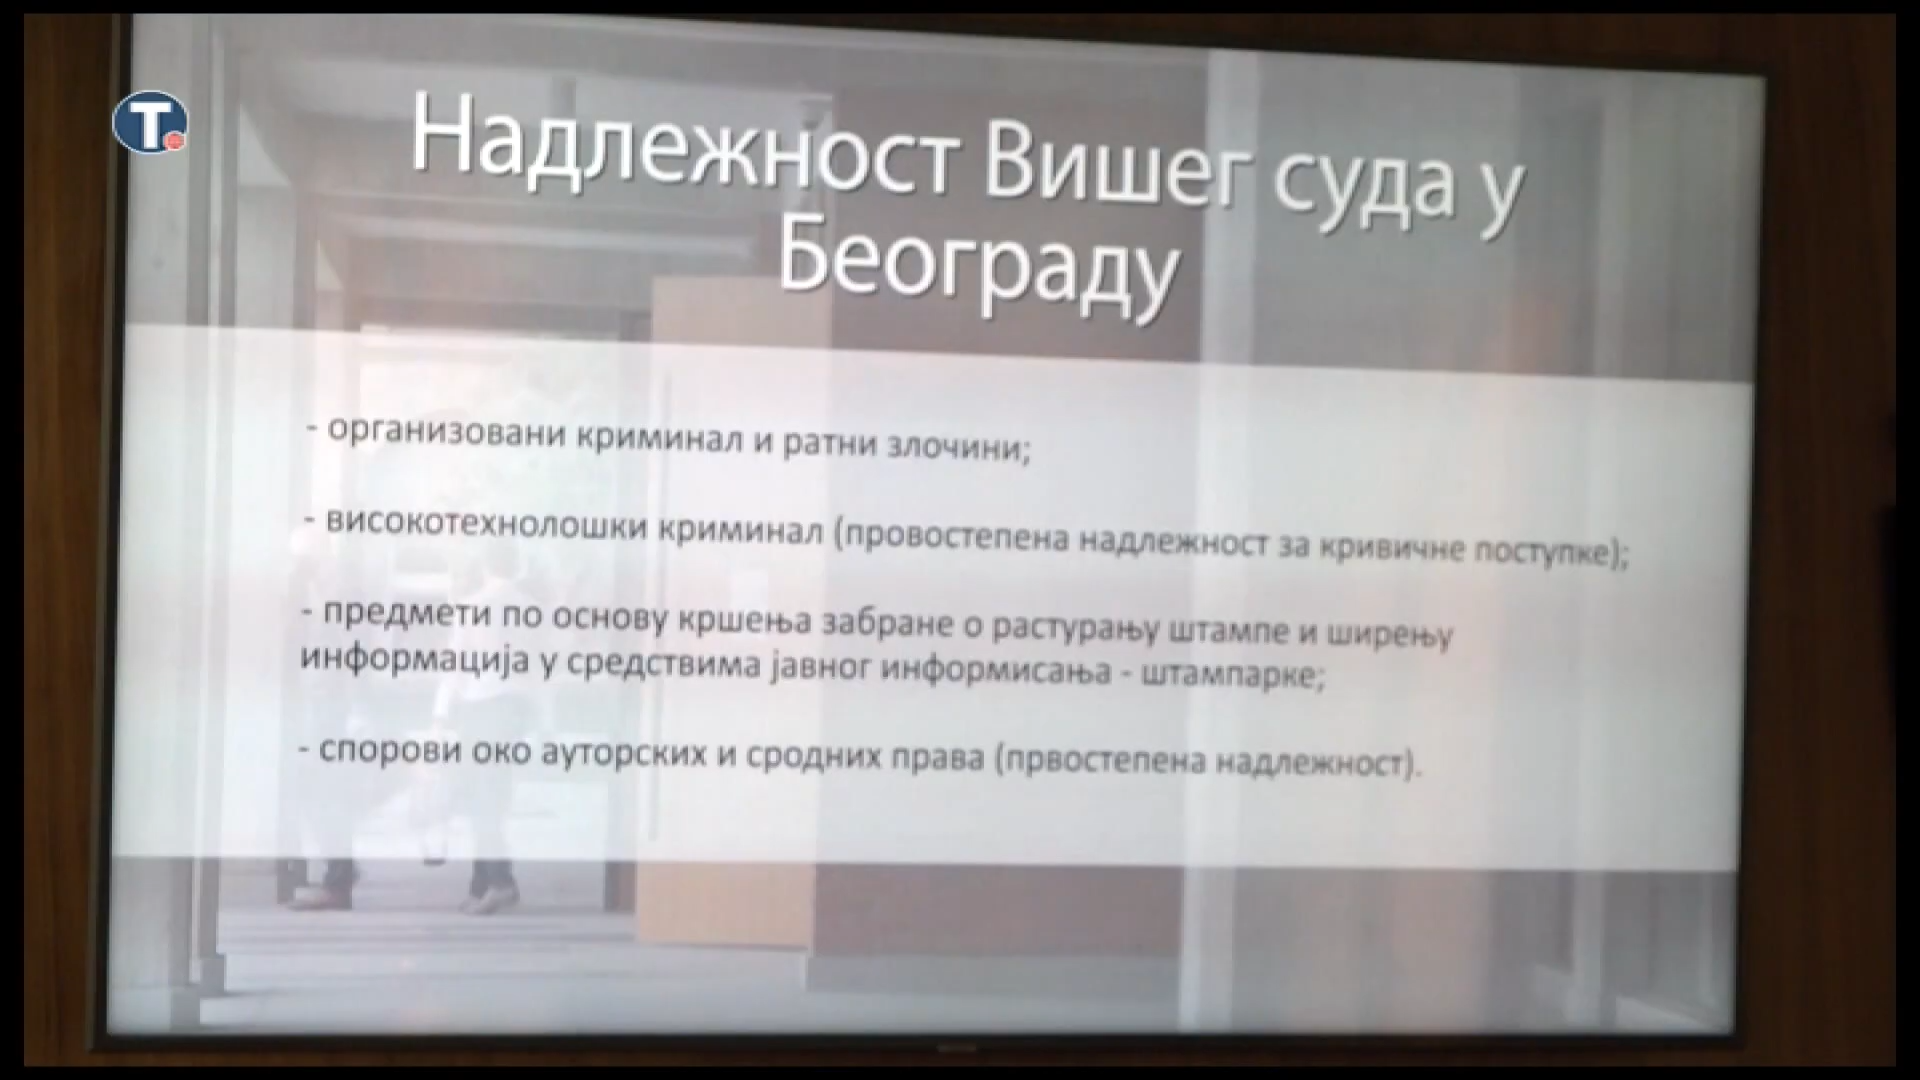 T
Надлежност Вишег суда у
Београду
- организовани криминал и ратни злочини;
- високотехнолошки криминал (провостепена надлежност за кривичне поступке);
- предмети по основу кршења забране о растурању штампе и ширењу
информација у средствима јавног информисања - штампарке;
- спорови око ауторских и сродних права (првостепена надлежност).